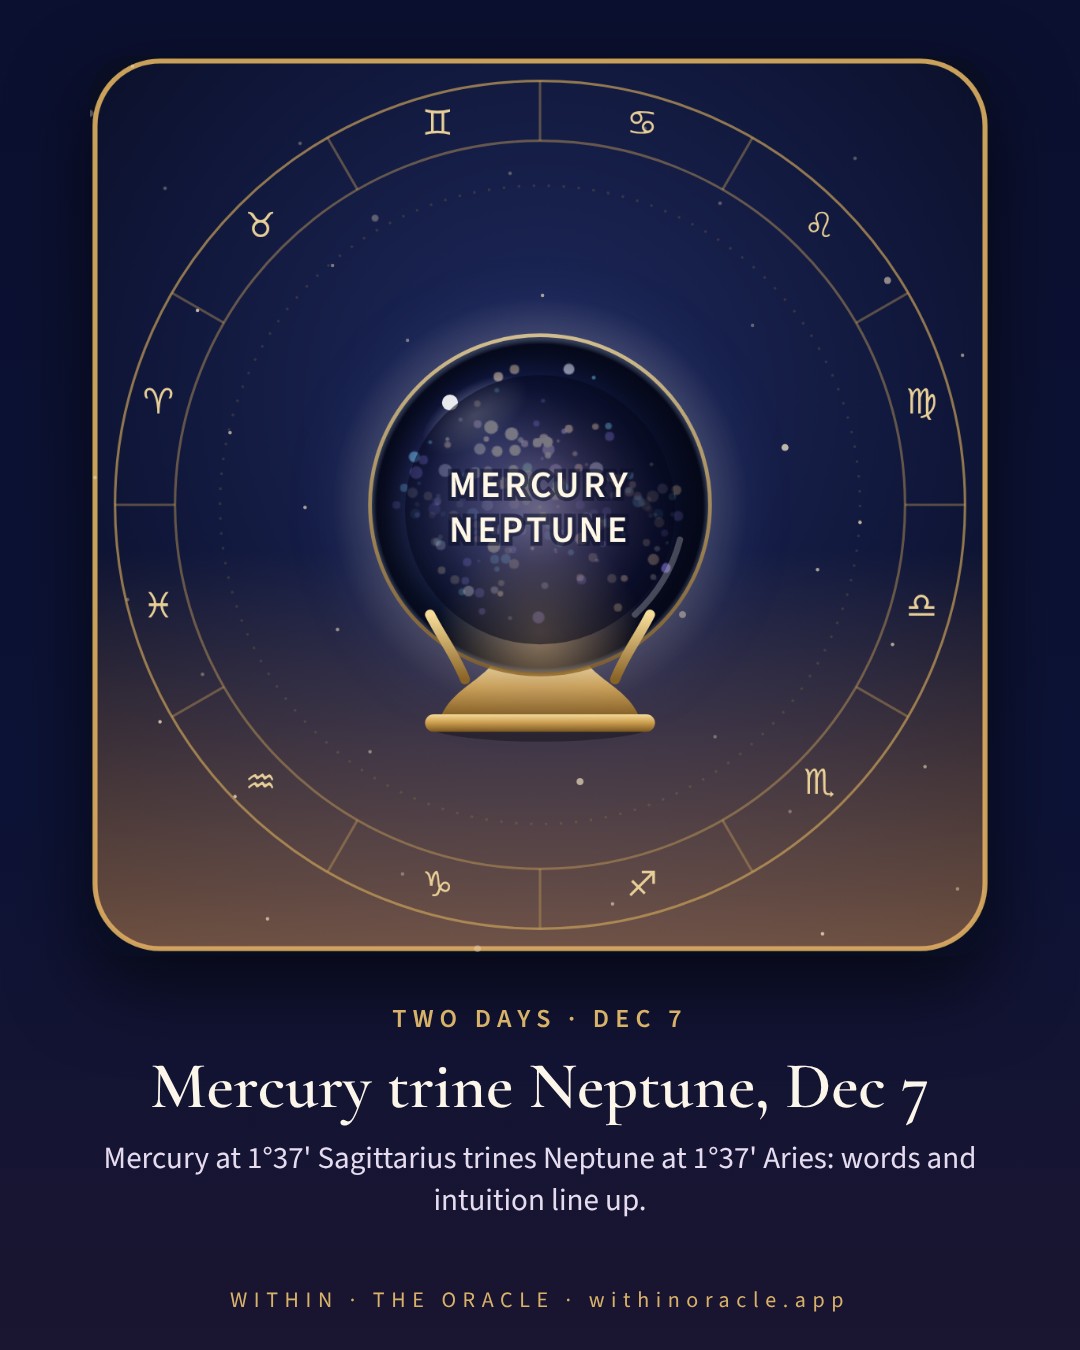 ♊ ♋
♉ ♌
♈ ♍
MERCURY
NEPTUNE
♓ ♎
♒ ♏
♑ ♐
TWO DAYS · DEC 7
Mercury trine Neptune, Dec 7
Mercury at 1°37' Sagittarius trines Neptune at 1°37' Aries: words and
intuition line up.
WITHIN · THE ORACLE · withinoracle.app